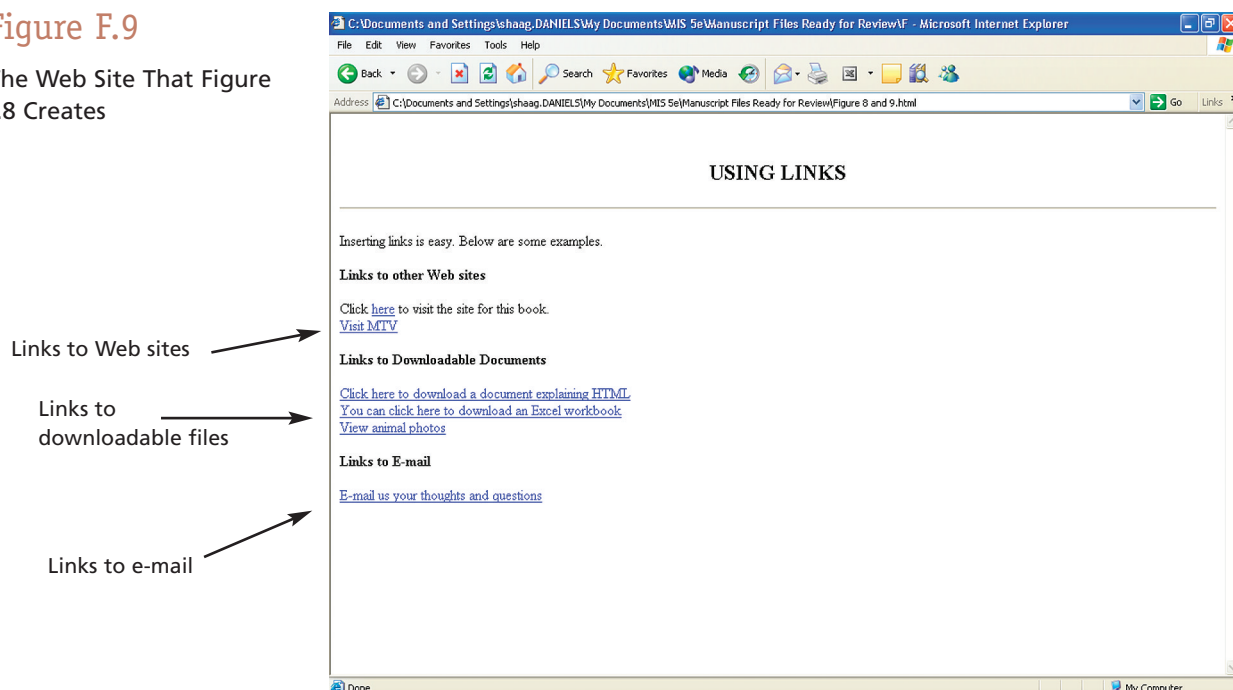 Figure F.9
The Web Site That Figure
F.8 Creates
C:\Documents and Settings\shaag.DANIELS\My Documents\MIS 5e\Manuscript Files Ready for Review\F - Microsoft Internet Explorer
File Edit View Favorites Tools Help
Back Search Favorites Media
Address C:\Documents and Settings\shaag.DANIELS\My Documents\MIS 5e\Manuscript Files Ready for Review\Figure 8 and 9.html Go Links
USING LINKS
Inserting links is easy. Below are some examples.
Links to other Web sites
Click here to visit the site for this book.
Visit MTV
Links to Downloadable Documents
Click here to download a document explaining HTML
You can click here to download an Excel workbook
View animal photos
Links to E-mail
E-mail us your thoughts and questions
Links to Web sites
Links to
downloadable files
Links to e-mail
Done My Computer